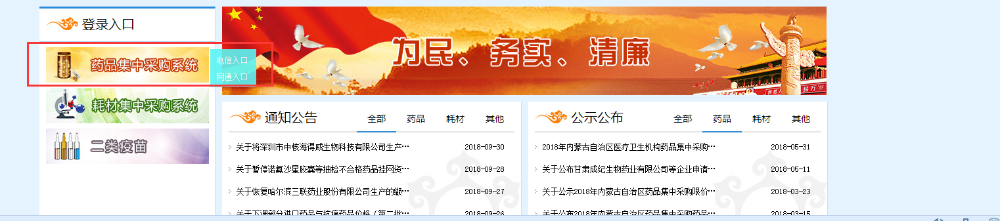 登录入口
药品集中采购系统
电信入口
网通入口
耗材集中采购系统
二类疫苗
为民、务实、清廉
通知公告 全部 药品 耗材 其他
关于将深圳市中核海得威生物科技有限公司生产… 2018-09-30
关于暂停诺氟沙星胶囊等抽检不合格药品挂网资… 2018-09-28
关于恢复哈尔滨三联药业股份有限公司生产的缬… 2018-09-27
关于下调部分进口药品与抗癌药品价格（第二批… 2018-09-26
公示公布 全部 药品 耗材 其他
2018年内蒙古自治区医疗卫生机构药品集中采购… 2018-05-31
关于公布甘肃成纪生物药业有限公司等企业申请… 2018-05-11
关于公示2018年内蒙古自治区药品集中采购限价… 2018-03-23
关于公布2018年内蒙古自治区药品集中采购药品… 2018-03-15